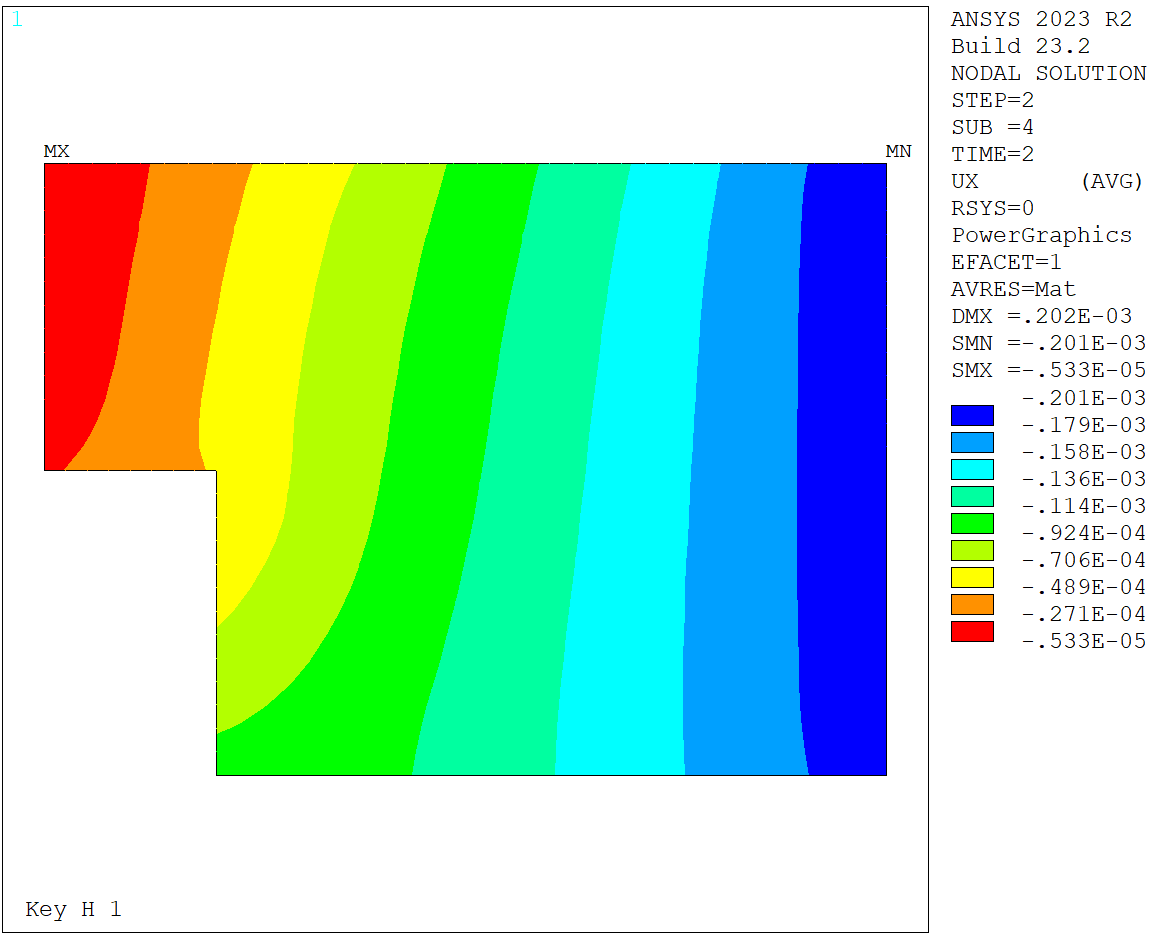 1
ANSYS 2023 R2
Build 23.2
NODAL SOLUTION
STEP=2
SUB =4
TIME=2
UX (AVG)
RSYS=0
PowerGraphics
EFACET=1
AVRES=Mat
DMX =.202E-03
SMN =-.201E-03
SMX =-.533E-05
-.201E-03
-.179E-03
-.158E-03
-.136E-03
-.114E-03
-.924E-04
-.706E-04
-.489E-04
-.271E-04
-.533E-05
MX
MN
Key H 1